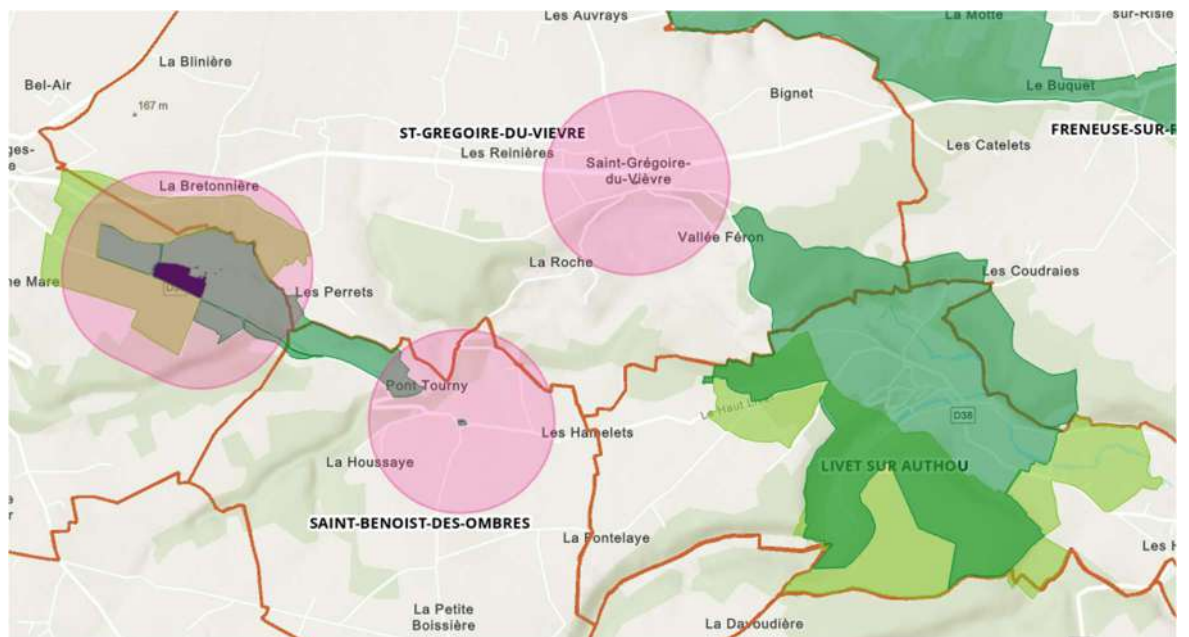 Les Auvrays
La Motte
sur-Risle
La Blinière
Bel-Air
Le Buquet
Bignet
167 m
ST-GREGOIRE-DU-VIEVRE
FRENEUSE-SUR-R
Les Reinières
Les Catelets
Saint-Grégoire-
du-Vièvre
La Bretonnière
Vallée Féron
La Roche
Les Coudraies
ne Mare
Les Perrets
Pont Tourny
D38
Les Hamelets
La Houssaye
LIVET SUR AUTHOU
SAINT-BENOIST-DES-OMBRES
La Fontelaye
La Petite
Boissière
La Davoudière